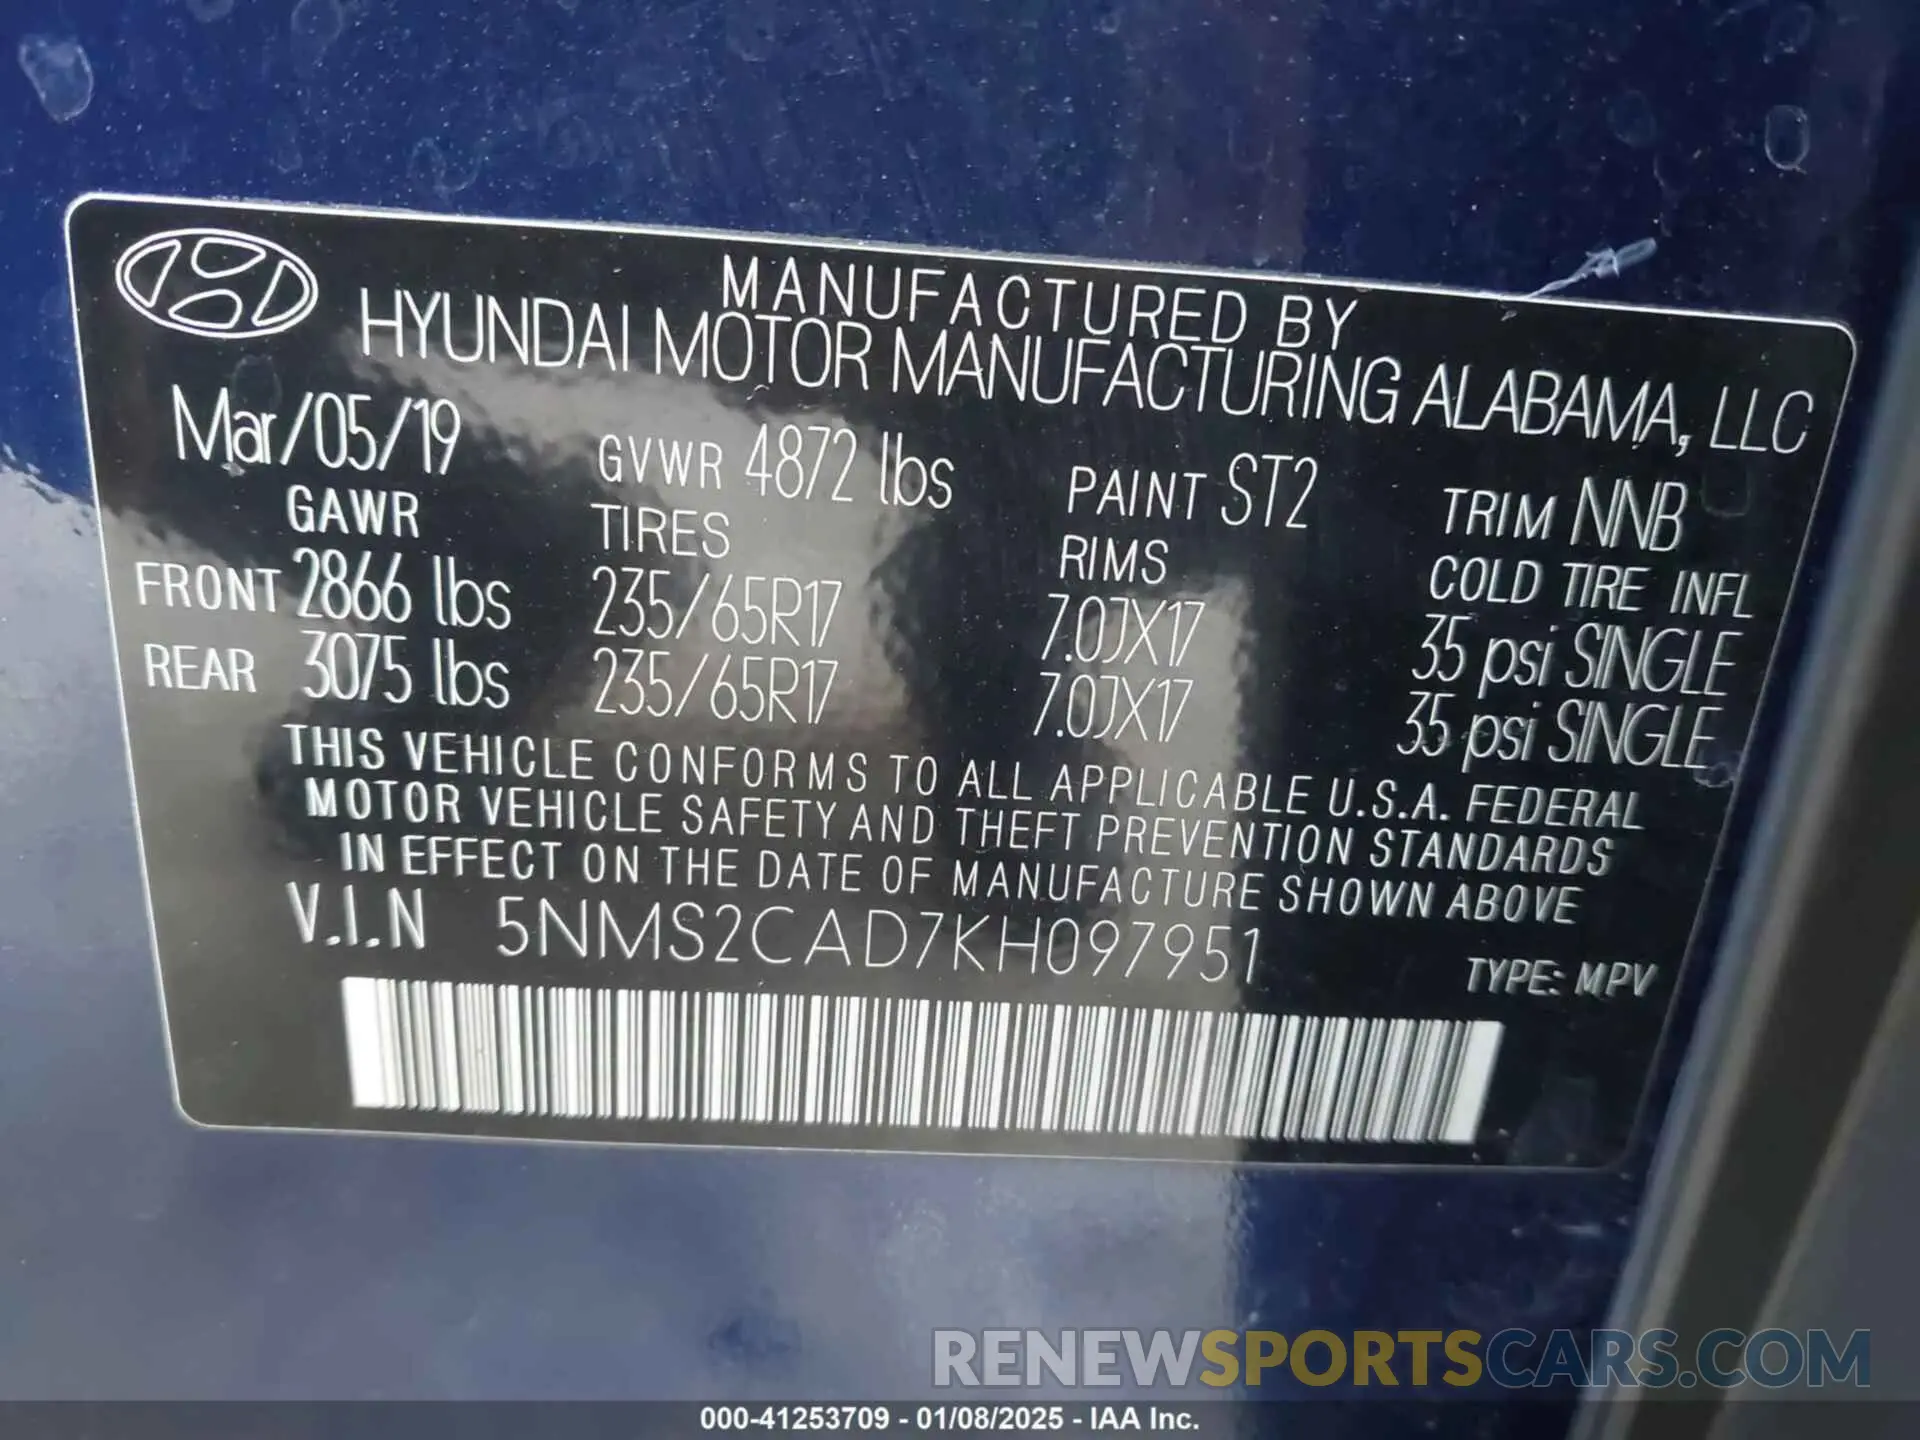 MANUFACTURED BY
HYUNDAI MOTOR MANUFACTURING ALABAMA, LLC
Mar/05/19 GVWR 4872 lbs PAINT ST2 TRIM NNB
GAWR TIRES RIMS COLD TIRE INFL
FRONT 2866 lbs 235/65R17 7.0JX17 35 psi SINGLE
REAR 3075 lbs 235/65R17 7.0JX17 35 psi SINGLE
THIS VEHICLE CONFORMS TO ALL APPLICABLE U.S.A. FEDERAL
MOTOR VEHICLE SAFETY AND THEFT PREVENTION STANDARDS
IN EFFECT ON THE DATE OF MANUFACTURE SHOWN ABOVE
V.I.N 5NMS2CAD7KH097951 TYPE: MPV
RENEWSPORTSCARS.COM
000-41253709 - 01/08/2025 - IAA Inc.